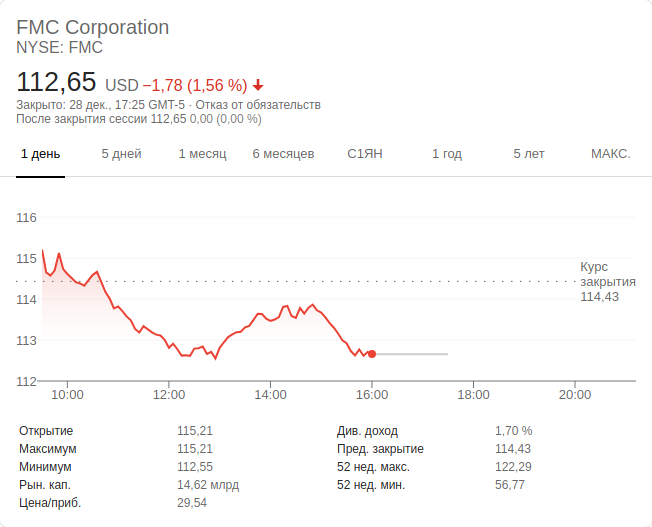 FMC Corporation
NYSE: FMC
112,65 USD −1,78 (1,56 %)
Закрыто: 28 дек., 17:25 GMT-5 · Отказ от обязательств
После закрытия сессии 112,65 0,00 (0,00 %)
1 день 5 дней 1 месяц 6 месяцев С1ЯН 1 год 5 лет МАКС.
116
115
114
113
112
Курс
закрытия
114,43
10:00 12:00 14:00 16:00 18:00 20:00
Открытие 115,21 Див. доход 1,70 %
Максимум 115,21 Пред. закрытие 114,43
Минимум 112,55 52 нед. макс. 122,29
Рын. кап. 14,62 млрд 52 нед. мин. 56,77
Цена/приб. 29,54